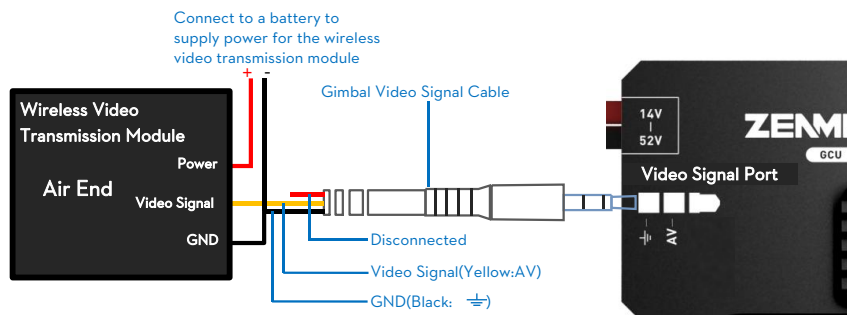 Connect to a battery to
supply power for the wireless
video transmission module
+ -
Gimbal Video Signal Cable
Wireless Video
Transmission Module
Power
Air End
Video Signal
GND
14V
52V
GCU
Video Signal Port
AV
Disconnected
Video Signal(Yellow:AV)
GND(Black: ⏚)